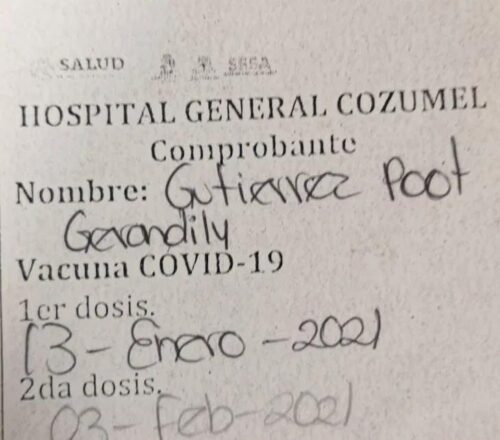 SALUD SESA
HOSPITAL GENERAL COZUMEL
Comprobante
Nombre: Gutierrez Poot
Gerandily
Vacuna COVID-19
1er dosis.
13-Enero-2021
2da dosis.
03-Feb-2021